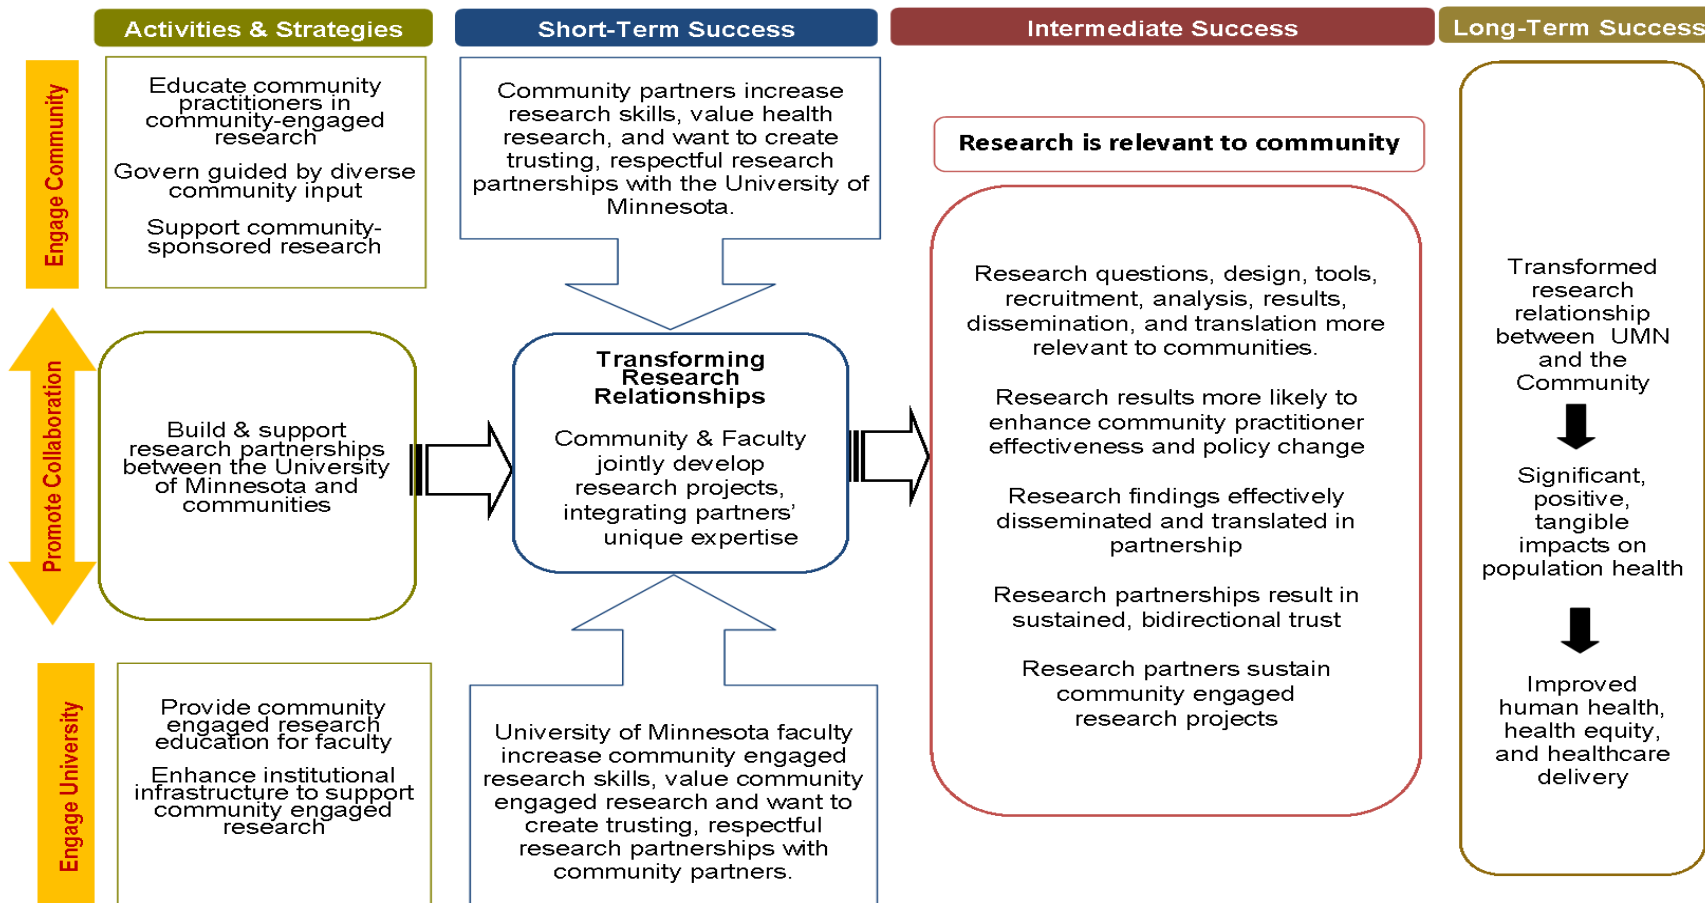 Activities & Strategies
Short-Term Success
Intermediate Success
Long-Term Success
Engage Community
Educate community
practitioners in
community-engaged
research
Govern guided by diverse
community input
Support community-
sponsored research
Community partners increase
research skills, value health
research, and want to create
trusting, respectful research
partnerships with the University of
Minnesota.
Promote Collaboration
Build & support
research partnerships
between the University
of Minnesota and
communities
Transforming
Research
Relationships
Community & Faculty
jointly develop
research projects,
integrating partners’
unique expertise
Engage University
Provide community
engaged research
education for faculty
Enhance institutional
infrastructure to support
community engaged
research
University of Minnesota faculty
increase community engaged
research skills, value community
engaged research and want to
create trusting, respectful
research partnerships with
community partners.
Research is relevant to community
Research questions, design, tools,
recruitment, analysis, results,
dissemination, and translation more
relevant to communities.
Research results more likely to
enhance community practitioner
effectiveness and policy change
Research findings effectively
disseminated and translated in
partnership
Research partnerships result in
sustained, bidirectional trust
Research partners sustain
community engaged
research projects
Transformed
research
relationship
between UMN
and the
Community
Significant,
positive,
tangible
impacts on
population health
Improved
human health,
health equity,
and healthcare
delivery